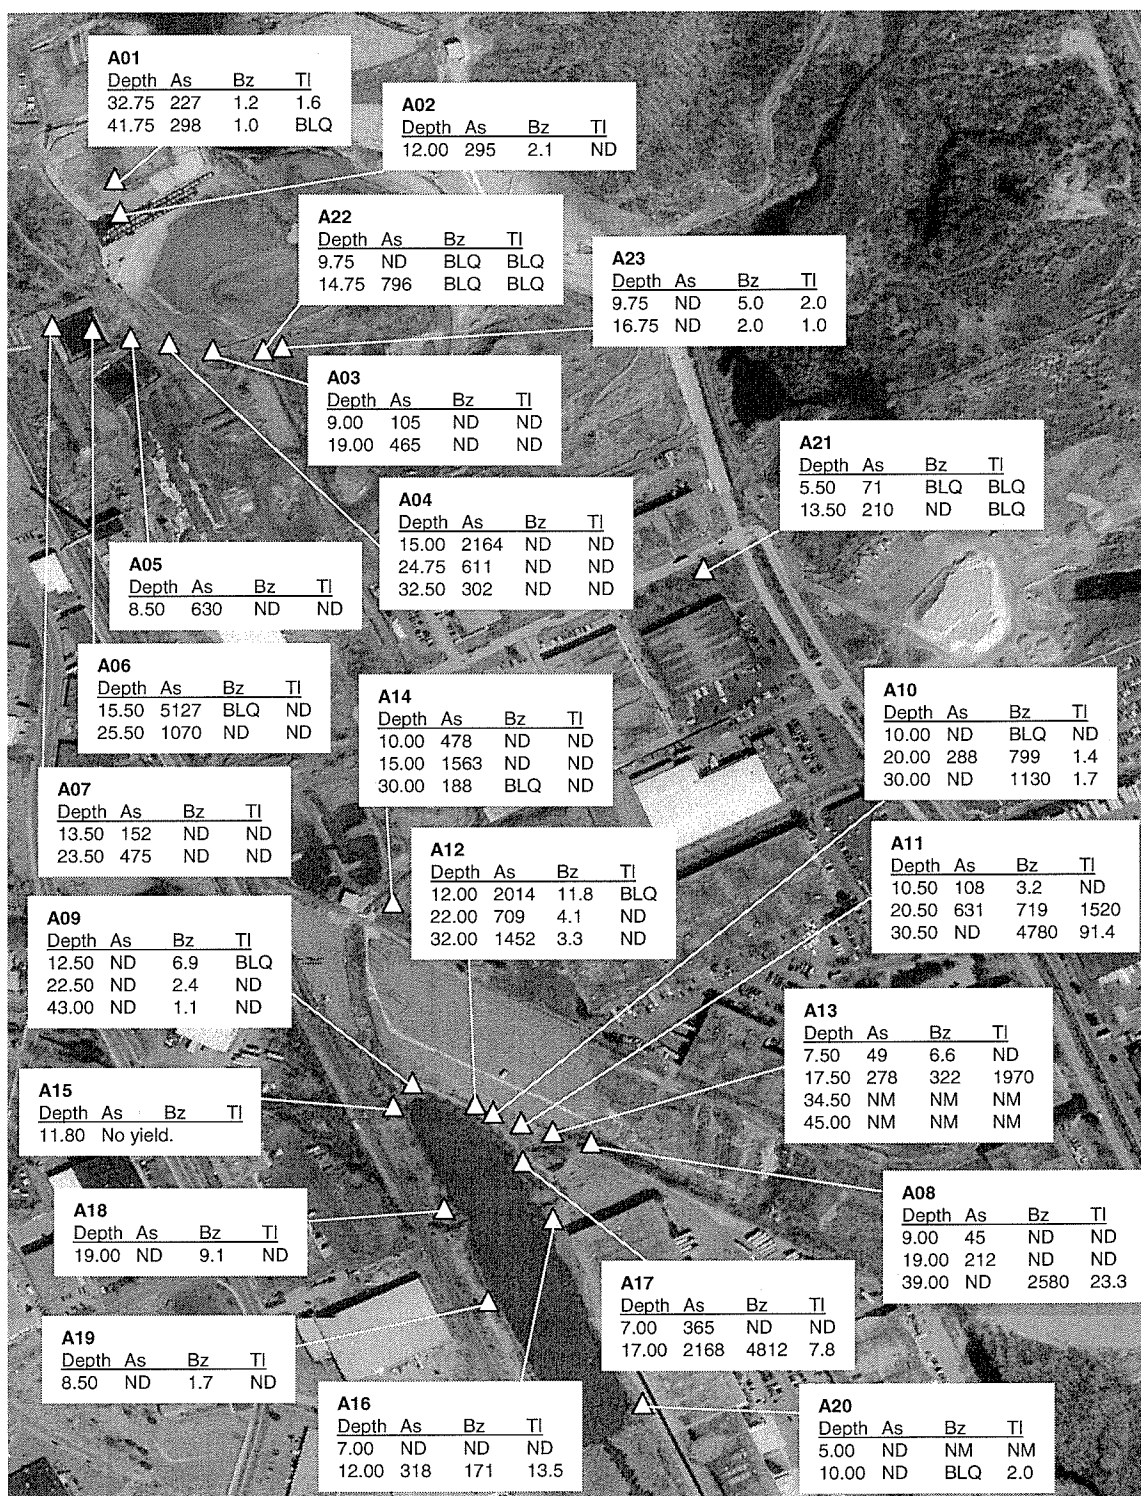 A01
Depth As Bz Tl
32.75 227 1.2 1.6
41.75 298 1.0 BLQ
A02
Depth As Bz Tl
12.00 295 2.1 ND
A22
Depth As Bz Tl
9.75 ND BLQ BLQ
14.75 796 BLQ BLQ
A23
Depth As Bz Tl
9.75 ND 5.0 2.0
16.75 ND 2.0 1.0
A03
Depth As Bz Tl
9.00 105 ND ND
19.00 465 ND ND
A21
Depth As Bz Tl
5.50 71 BLQ BLQ
13.50 210 ND BLQ
A04
Depth As Bz Tl
15.00 2164 ND ND
24.75 611 ND ND
32.50 302 ND ND
A05
Depth As Bz Tl
8.50 630 ND ND
A06
Depth As Bz Tl
15.50 5127 BLQ ND
25.50 1070 ND ND
A14
Depth As Bz Tl
10.00 478 ND ND
15.00 1563 ND ND
30.00 188 BLQ ND
A10
Depth As Bz Tl
10.00 ND BLQ ND
20.00 288 799 1.4
30.00 ND 1130 1.7
A07
Depth As Bz Tl
13.50 152 ND ND
23.50 475 ND ND
A12
Depth As Bz Tl
12.00 2014 11.8 BLQ
22.00 709 4.1 ND
32.00 1452 3.3 ND
A11
Depth As Bz Tl
10.50 108 3.2 ND
20.50 631 719 1520
30.50 ND 4780 91.4
A09
Depth As Bz Tl
12.50 ND 6.9 BLQ
22.50 ND 2.4 ND
43.00 ND 1.1 ND
A13
Depth As Bz Tl
7.50 49 6.6 ND
17.50 278 322 1970
34.50 NM NM NM
45.00 NM NM NM
A15
Depth As Bz Tl
11.80 No yield.
A08
Depth As Bz Tl
9.00 45 ND ND
19.00 212 ND ND
39.00 ND 2580 23.3
A18
Depth As Bz Tl
19.00 ND 9.1 ND
A17
Depth As Bz Tl
7.00 365 ND ND
17.00 2168 4812 7.8
A19
Depth As Bz Tl
8.50 ND 1.7 ND
A16
Depth As Bz Tl
7.00 ND ND ND
12.00 318 171 13.5
A20
Depth As Bz Tl
5.00 ND NM NM
10.00 ND BLQ 2.0